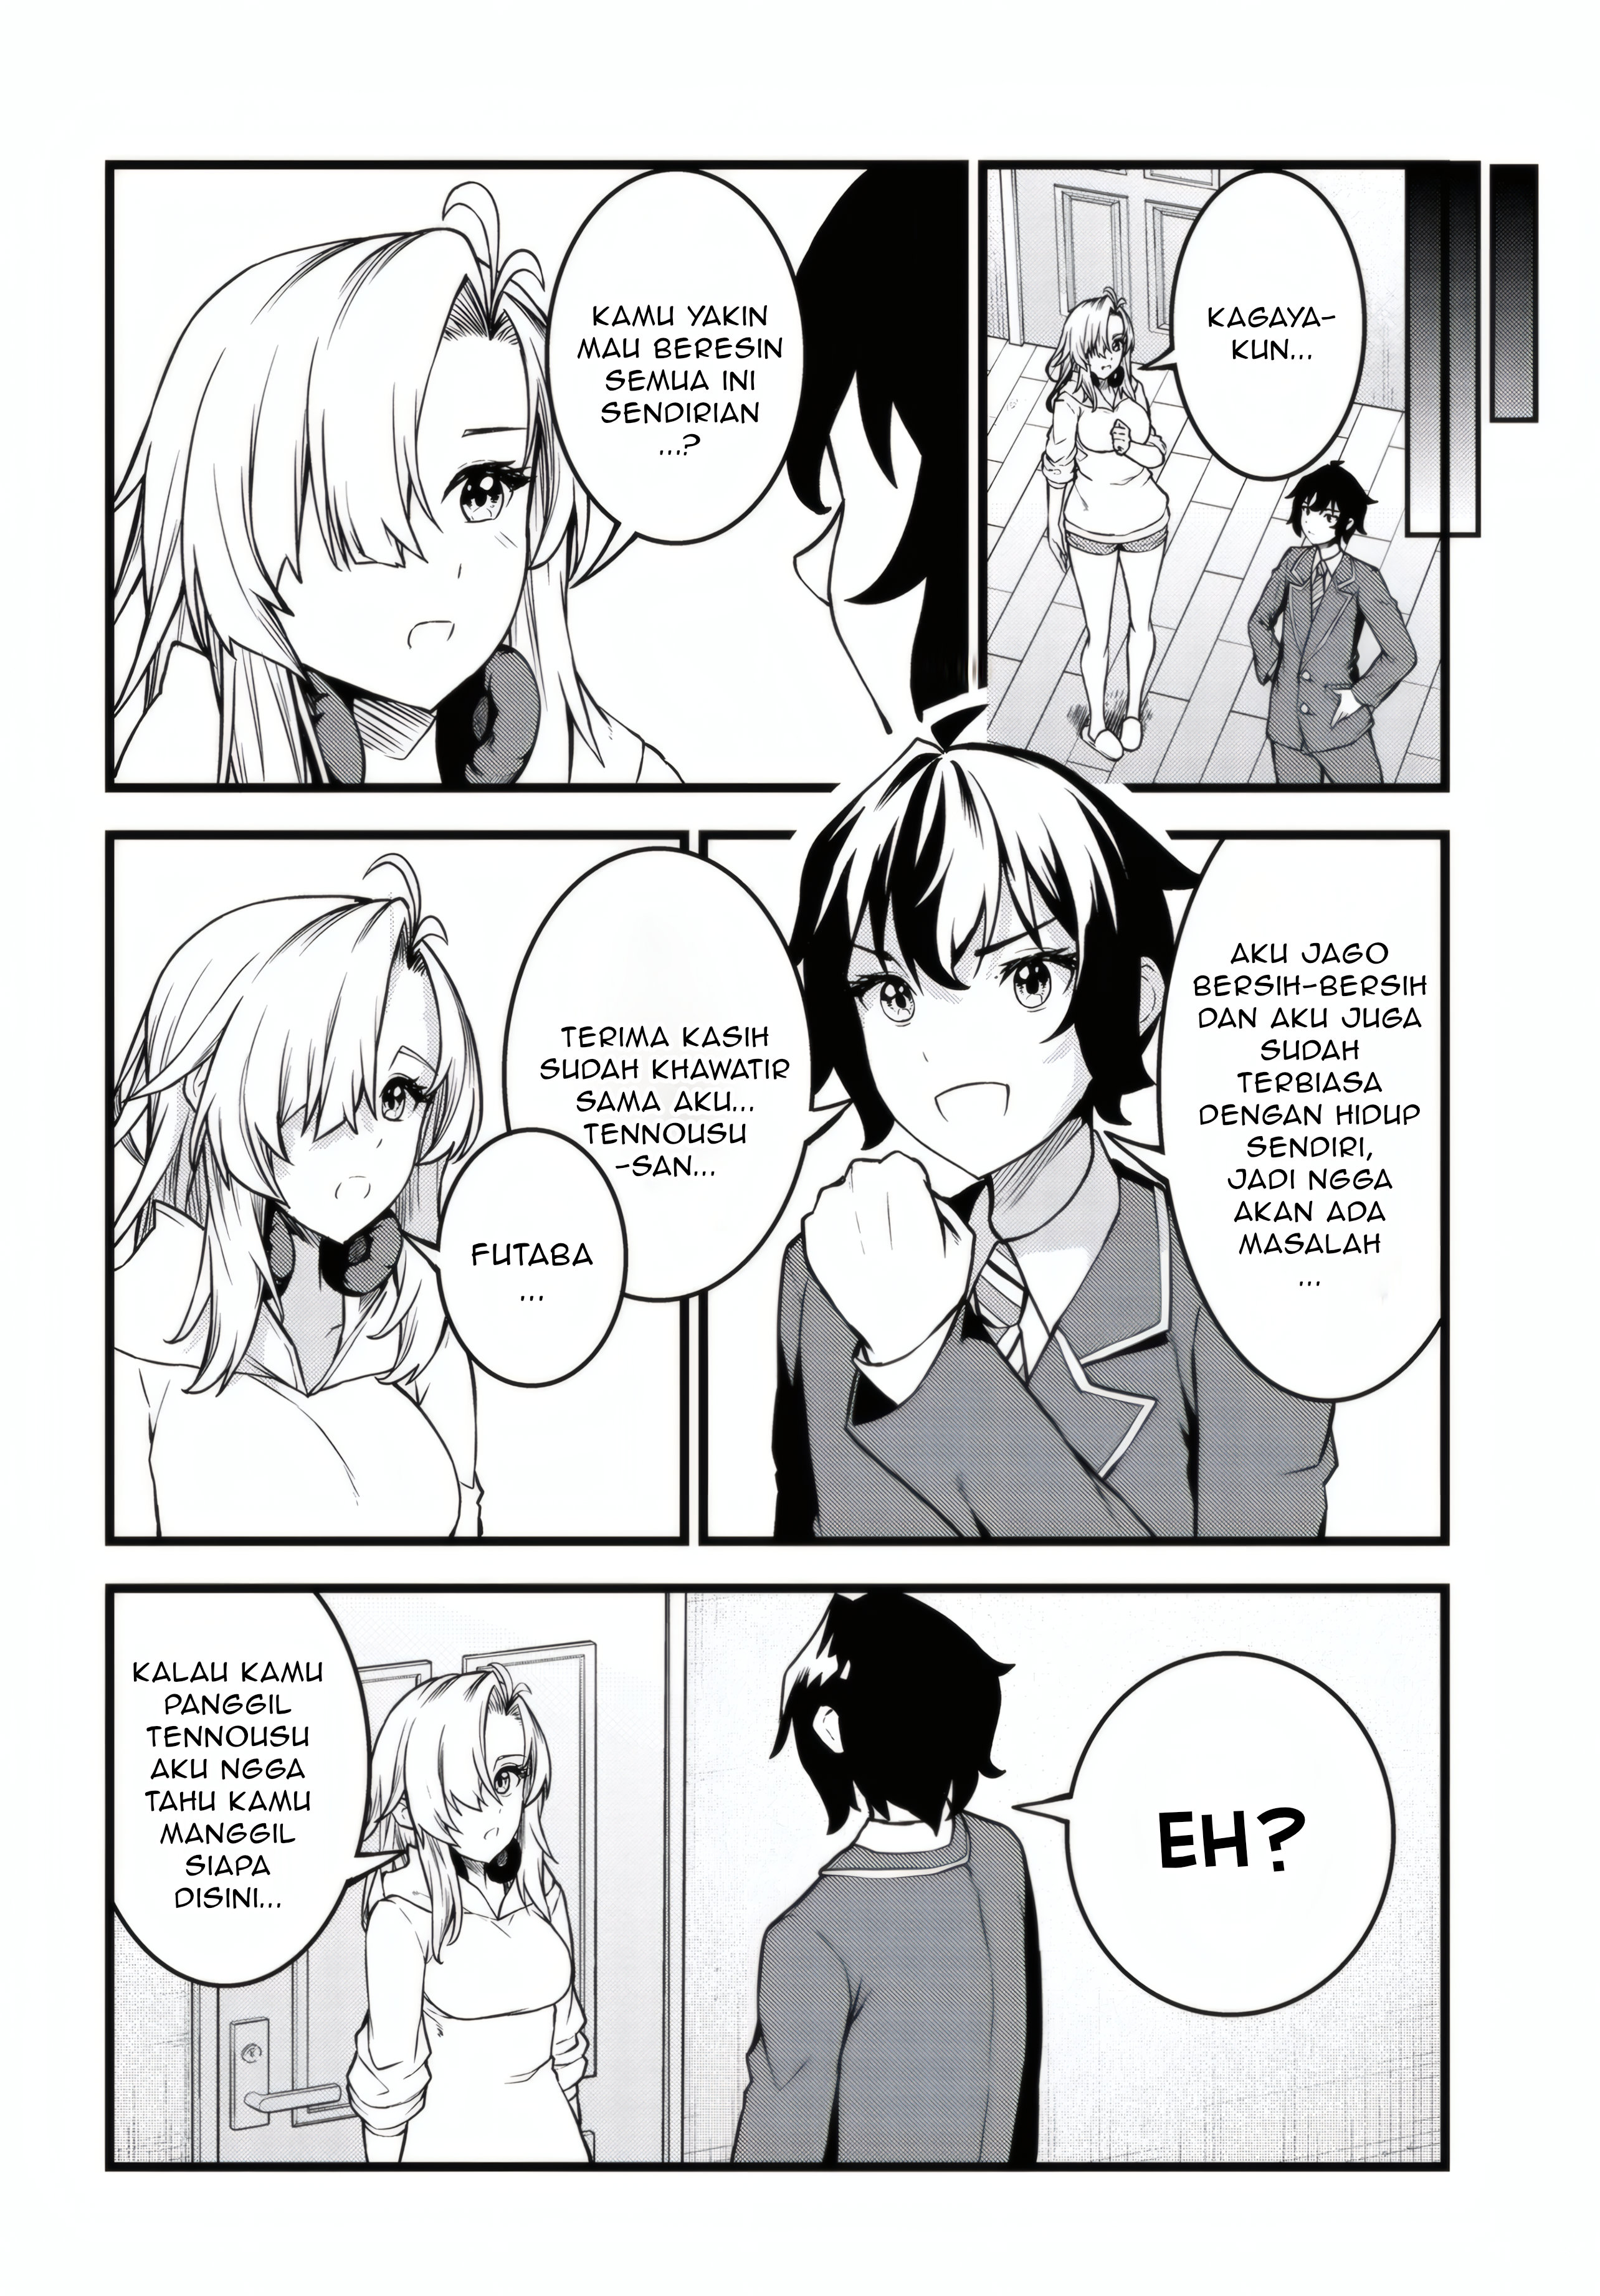 KAGAYA-
KUN...
KAMU YAKIN
MAU BERESIN
SEMUA INI
SENDIRIAN
...?
AKU JAGO
BERSIH-BERSIH
DAN AKU JUGA
SUDAH
TERBIASA
DENGAN HIDUP
SENDIRI,
JADI NGGA
AKAN ADA
MASALAH
...
TERIMA KASIH
SUDAH KHAWATIR
SAMA AKU...
TENNOUSU
-SAN...
FUTABA
...
EH?
KALAU KAMU
PANGGIL
TENNOUSU
AKU NGGA
TAHU KAMU
MANGGIL
SIAPA
DISINI...